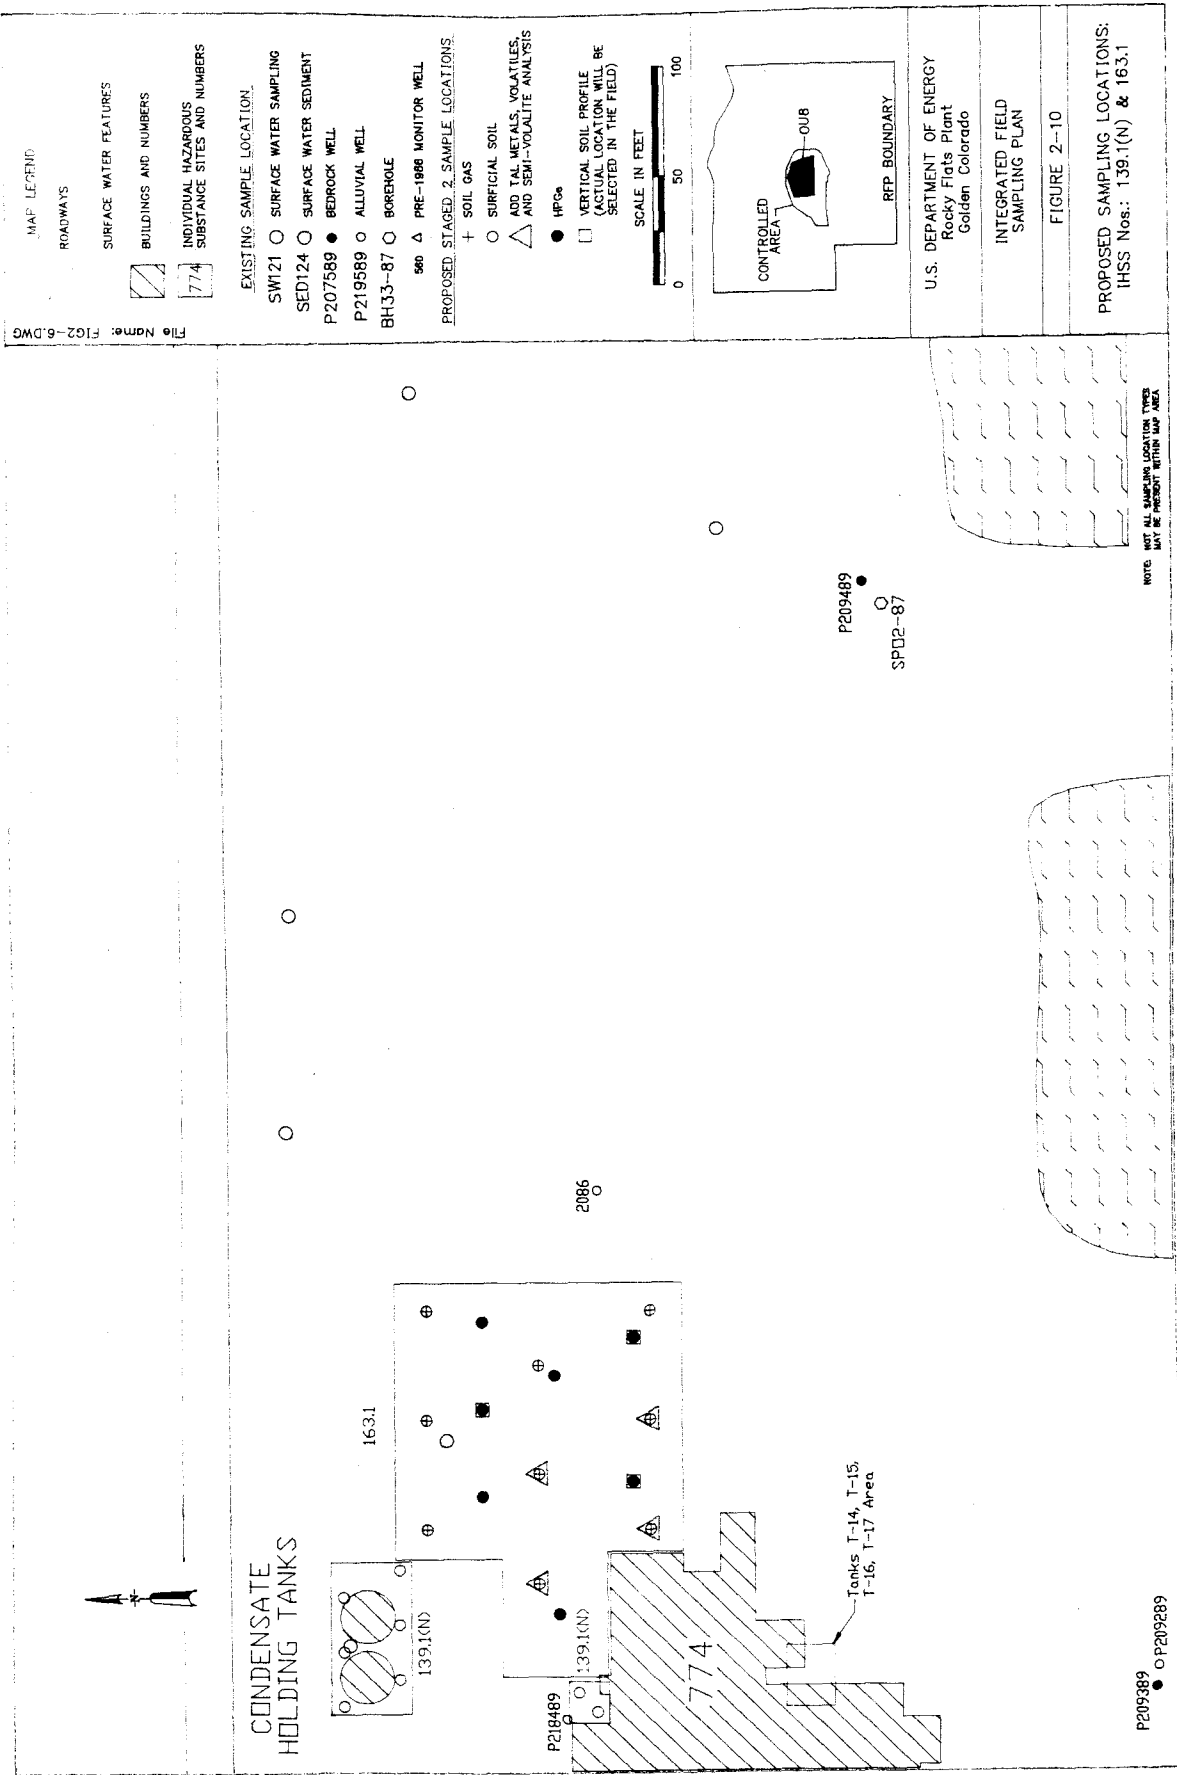 File Name: FIG2-6.DWG
MAP LEGEND
ROADWAYS
SURFACE WATER FEATURES
BUILDINGS AND NUMBERS
774
INDIVIDUAL HAZARDOUS
SUBSTANCE SITES AND NUMBERS
EXISTING SAMPLE LOCATION
SW121 SURFACE WATER SAMPLING
SED124 SURFACE WATER SEDIMENT
P207589 BEDROCK WELL
P219589 ALLUVIAL WELL
BH33-87 BOREHOLE
560 PRE-1986 MONITOR WELL
PROPOSED STAGED 2 SAMPLE LOCATIONS
SOIL GAS
SURFICIAL SOIL
ADD TAL METALS, VOLATILES,
AND SEMI-VOLALITE ANALYSIS
HPGe
VERTICAL SOIL PROFILE
(ACTUAL LOCATION WILL BE
SELECTED IN THE FIELD)
SCALE IN FEET
0 50 100
CONTROLLED
AREA
OU8
RFP BOUNDARY
U.S. DEPARTMENT OF ENERGY
Rocky Flats Plant
Golden Colorado
INTEGRATED FIELD
SAMPLING PLAN
FIGURE 2-10
PROPOSED SAMPLING LOCATIONS:
IHSS Nos.: 139.1(N) & 163.1
N
CONDENSATE
HOLDING TANKS
139.1(N)
163.1
2086
P218489
139.1(N)
774
Tanks T-14, T-15,
T-16, T-17 Area
P209489
SP02-87
P209389
P209289
NOTE: NOT ALL SAMPLING LOCATION TYPES
MAY BE PRESENT WITHIN MAP AREA